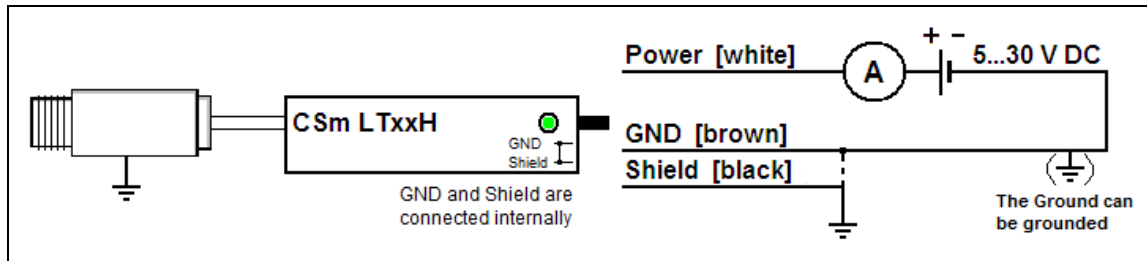 Power [white]
+ -
5...30 V DC
A
CSm LTxxH
GND
Shield
GND [brown]
Shield [black]
GND and Shield are
connected internally
The Ground can
be grounded